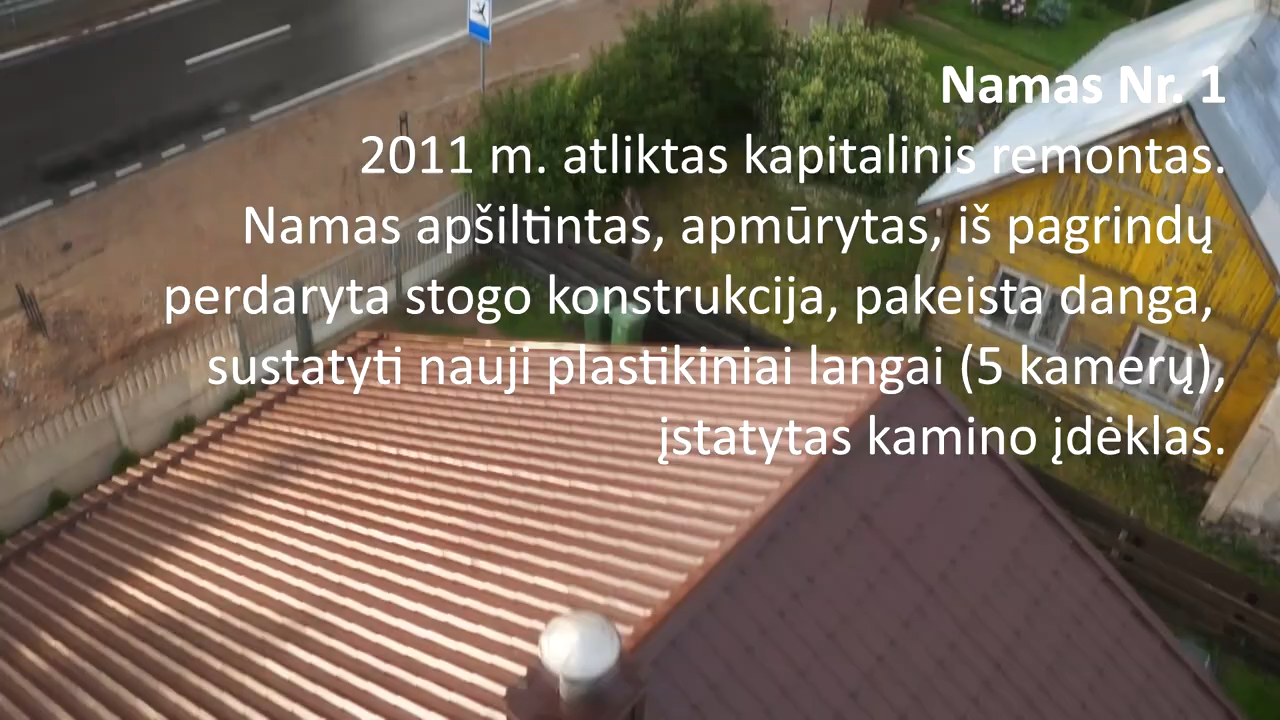 Namas Nr. 1
2011 m. atliktas kapitalinis remontas.
Namas apšiltintas, apmūrytas, iš pagrindų
perdaryta stogo konstrukcija, pakeista danga,
sustatyti nauji plastikiniai langai (5 kamerų),
įstatytas kamino įdėklas.